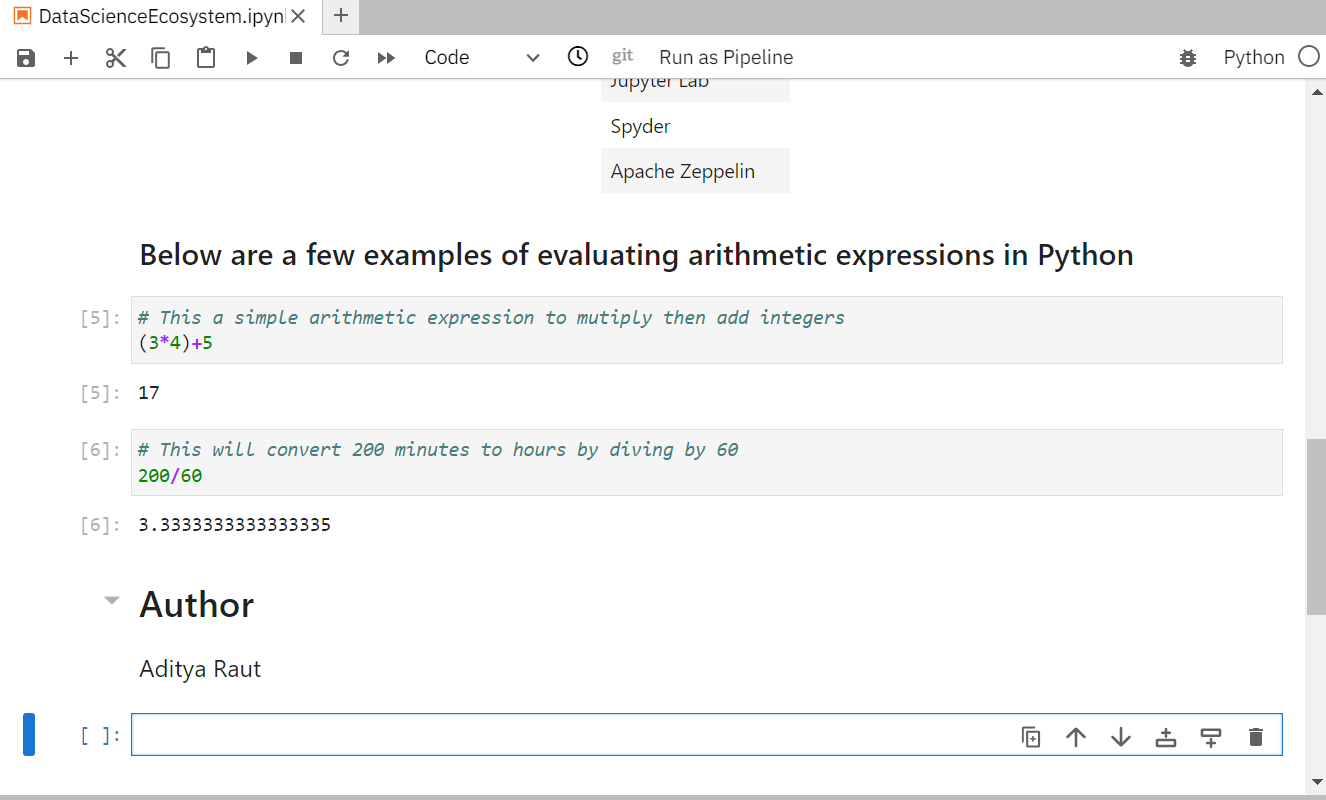 DataScienceEcosystem.ipyn
Code
git
Run as Pipeline
Python
Jupyter Lab
Spyder
Apache Zeppelin
Below are a few examples of evaluating arithmetic expressions in Python
[5]: # This a simple arithmetic expression to mutiply then add integers
(3*4)+5
[5]: 17
[6]: # This will convert 200 minutes to hours by diving by 60
200/60
[6]: 3.3333333333333335
Author
Aditya Raut
[ ]: